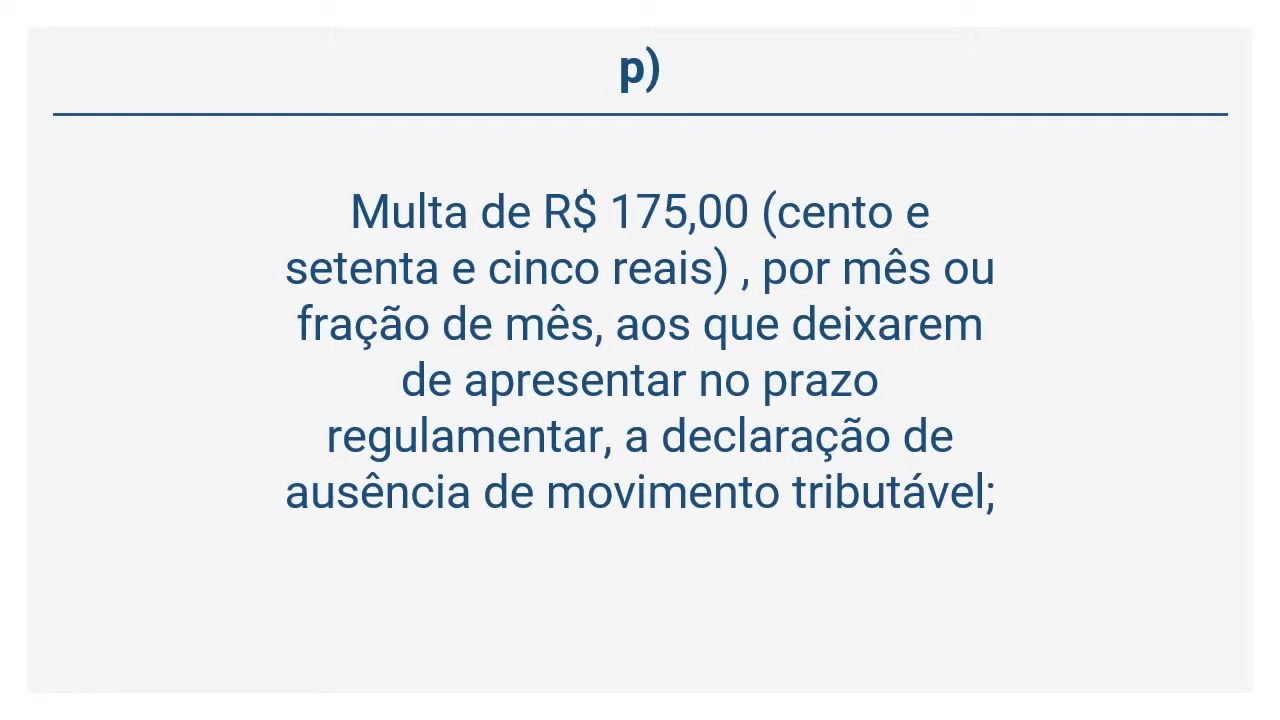 p)
Multa de R$ 175,00 (cento e
setenta e cinco reais) , por mês ou
fração de mês, aos que deixarem
de apresentar no prazo
regulamentar, a declaração de
ausência de movimento tributável;